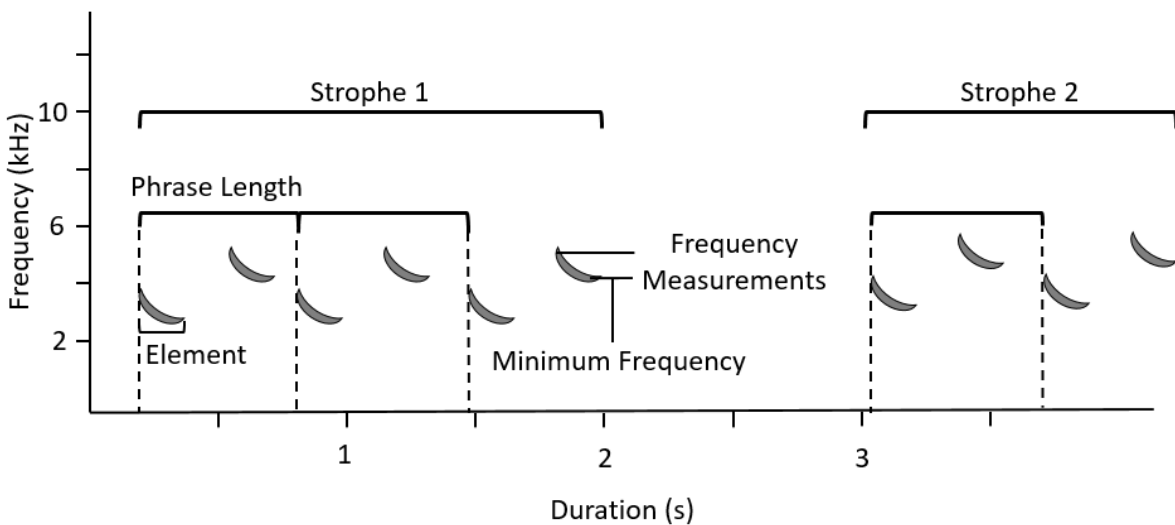 Strophe 1
Strophe 2
Frequency (kHz)
10
6
2
Phrase Length
Frequency
Measurements
Element
Minimum Frequency
1
2
3
Duration (s)